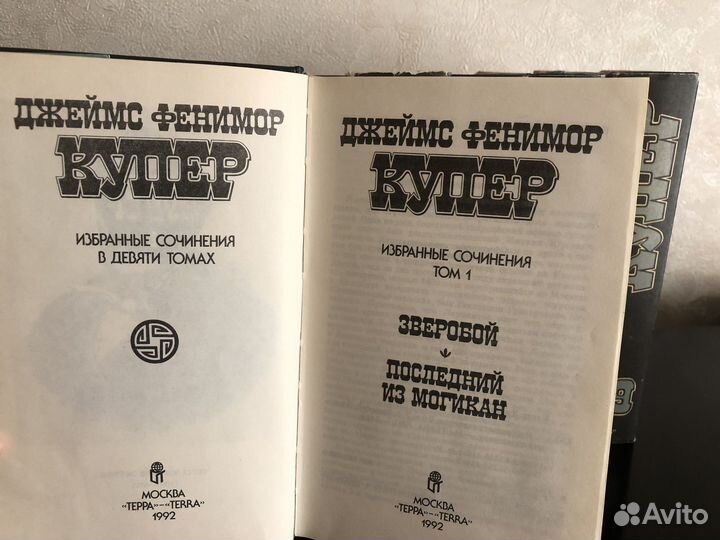 ДЖЕЙМС ФЕНИМОР
КУПЕР
ИЗБРАННЫЕ СОЧИНЕНИЯ
В ДЕВЯТИ ТОМАХ
МОСКВА
„ТЕРРА"—„TERRA"
1992
ДЖЕЙМС ФЕНИМОР
КУПЕР
ИЗБРАННЫЕ СОЧИНЕНИЯ
ТОМ 1
ЗВЕРОБОЙ
ПОСЛЕДНИЙ
ИЗ МОГИКАН
МОСКВА
„ТЕРРА"—„TERRA"
1992
КУПЕР
Avito